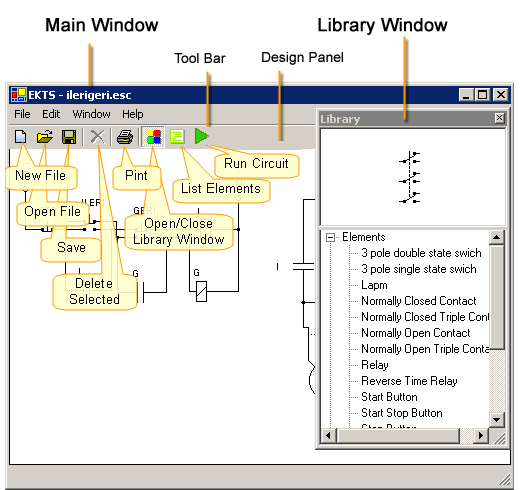 Main Window
Library Window
Tool Bar
Design Panel
EKTS - ilerigeri.esc
File Edit Window Help
Library
New File
Pint
Run Circuit
List Elements
Open File
Open/Close
Library Window
Save
Delete
Selected
G
G
I
Elements
3 pole double state swich
3 pole single state swich
Lapm
Normally Closed Contact
Normally Closed Triple Cont
Normally Open Contact
Normally Open Triple Conta
Relay
Reverse Time Relay
Start Button
Start Stop Button
Stop Button